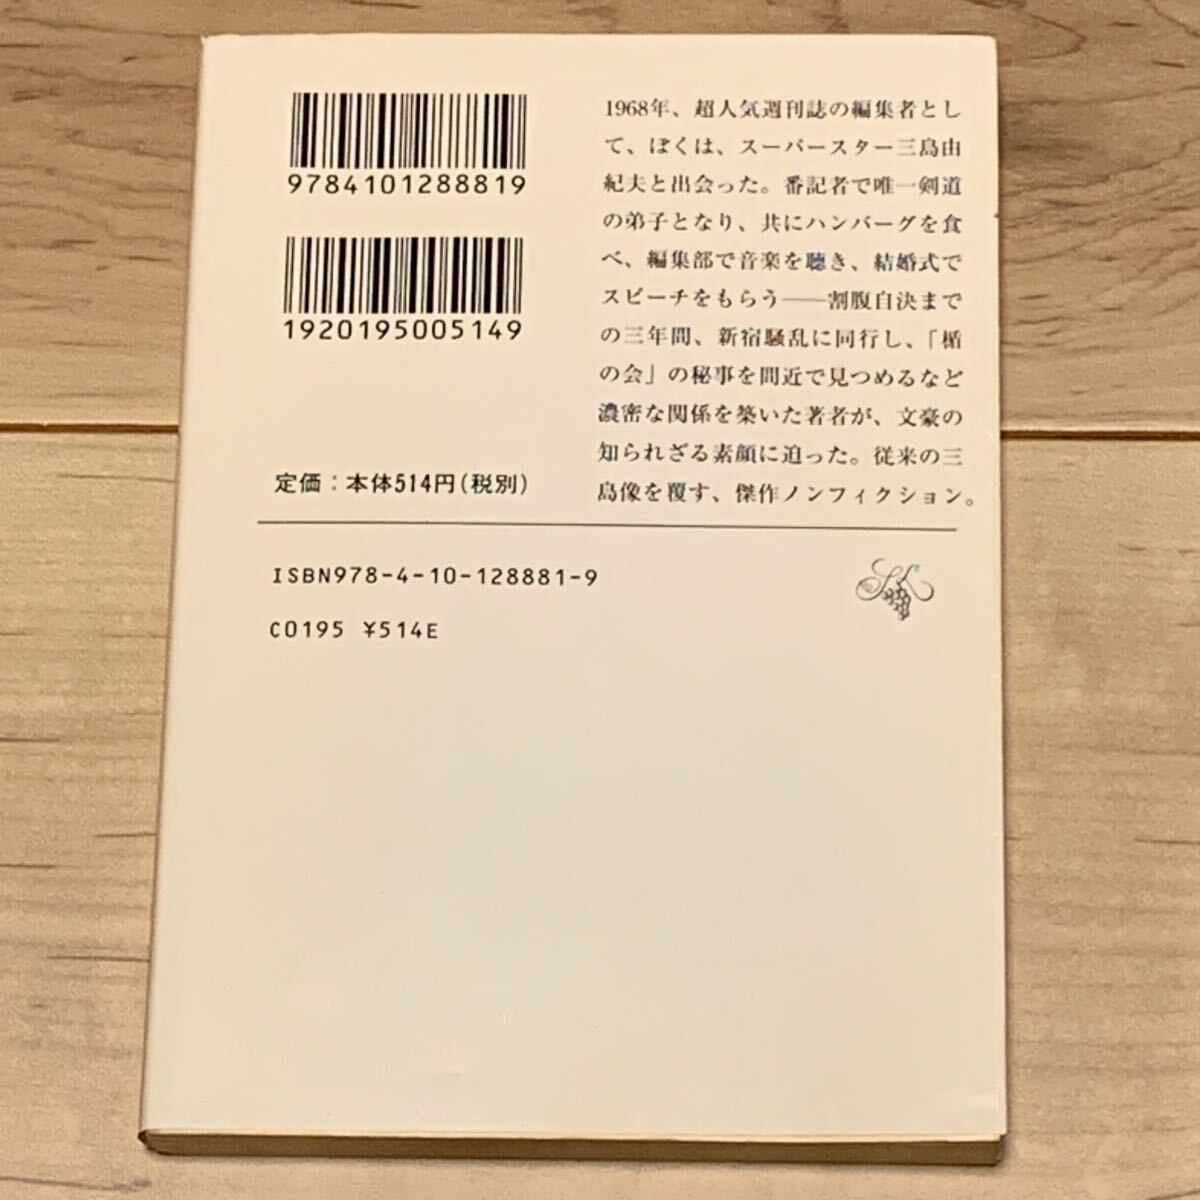 9784101288819
1920195005149
定価：本体514円(税別)
1968年、超人気週刊誌の編集者とし
て、ぼくは、スーパースター三島由
紀夫と出会った。番記者で唯一剣道
の弟子となり、共にハンバーグを食
べ、編集部で音楽を聴き、結婚式で
スピーチをもらう——割腹自決まで
の三年間、新宿騒乱に同行し、「楯
の会」の秘事を間近で見つめるなど
濃密な関係を築いた著者が、文豪の
知られざる素顔に迫った。従来の三
島像を覆す、傑作ノンフィクション。
ISBN978-4-10-128881-9
C0195 ¥514E